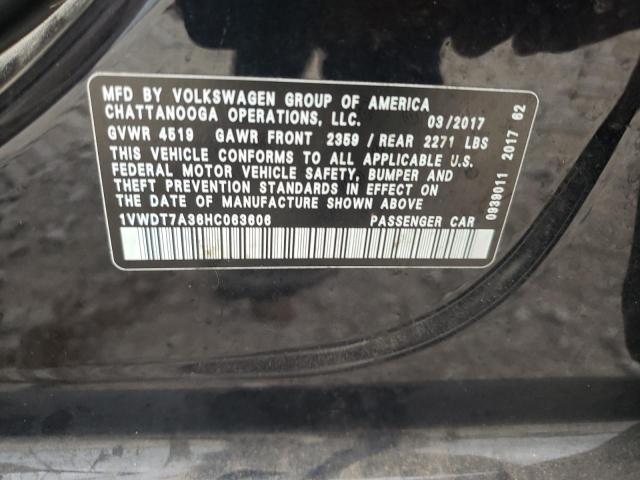 MFD BY VOLKSWAGEN GROUP OF AMERICA
CHATTANOOGA OPERATIONS, LLC. 03/2017
GVWR 4519 GAWR FRONT 2359 / REAR 2271 LBS
THIS VEHICLE CONFORMS TO ALL APPLICABLE U.S.
FEDERAL MOTOR VEHICLE SAFETY, BUMPER AND
THEFT PREVENTION STANDARDS IN EFFECT ON
THE DATE OF MANUFACTURE SHOWN ABOVE
1VWDT7A36HC063606 PASSENGER CAR
0939011 2017 62